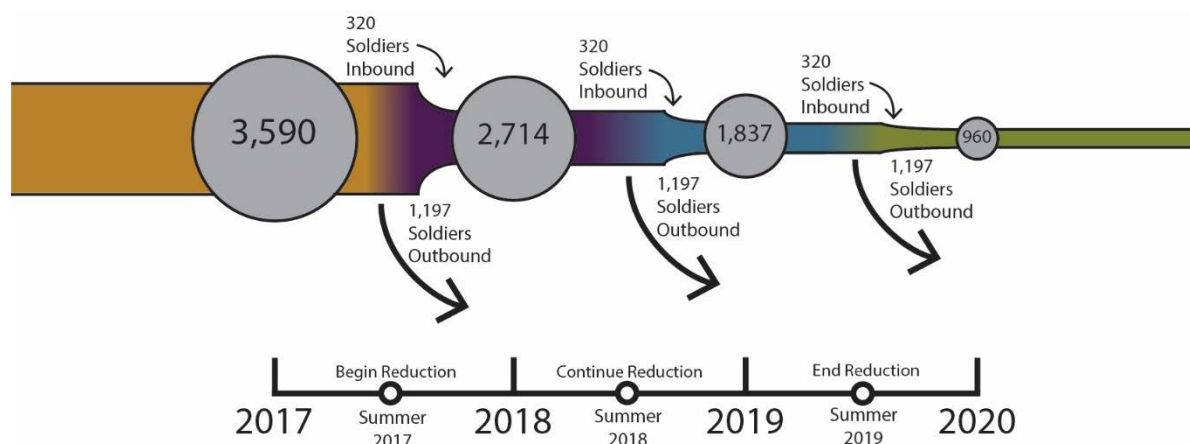 320
Soldiers
Inbound
320
Soldiers
Inbound
320
Soldiers
Inbound
3,590
2,714
1,837
960
1,197
Soldiers
Outbound
1,197
Soldiers
Outbound
1,197
Soldiers
Outbound
Begin Reduction
Continue Reduction
End Reduction
2017
Summer
2017
2018
Summer
2018
2019
Summer
2019
2020